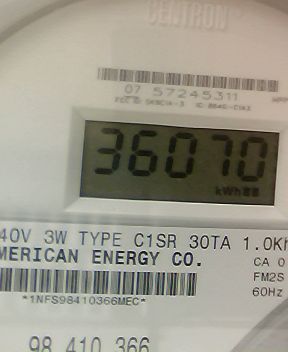 CENTRON
07 57245311
36070
kWh
40V 3W TYPE C1SR 30TA 1.0Kh
MERICAN ENERGY CO.
CA 0
FM2S
60Hz
*1NFS98410366MEC*
98 410 366